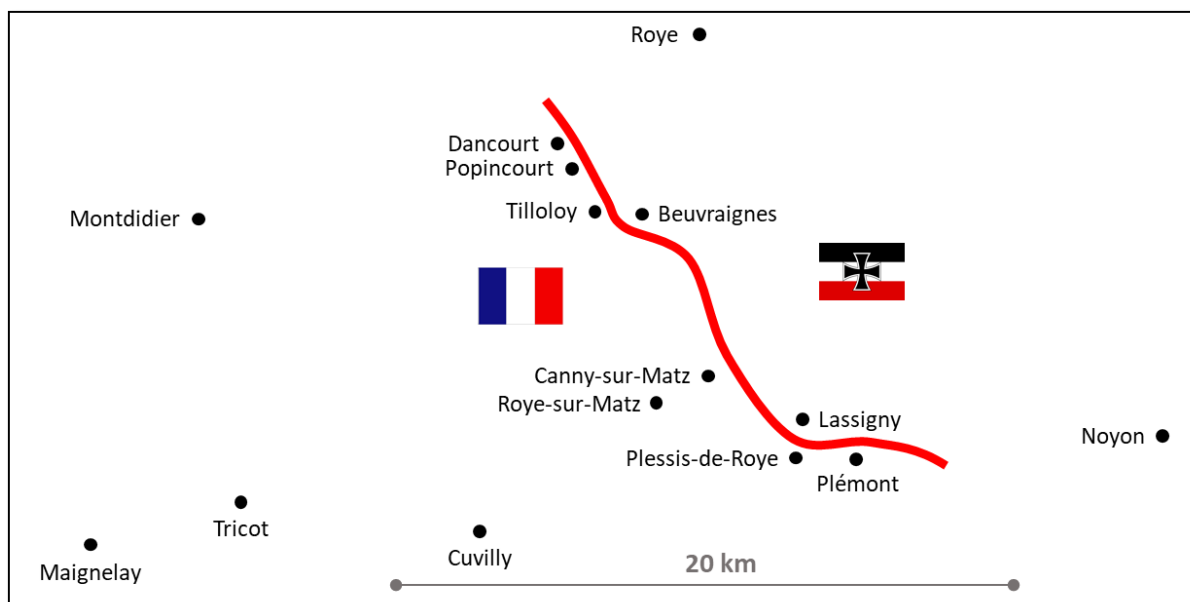 Roye
Dancourt
Popincourt
Tilloloy
Beuvraignes
Montdidier
Canny-sur-Matz
Roye-sur-Matz
Lassigny
Noyon
Plessis-de-Roye
Plémont
Tricot
Cuvilly
Maignelay
20 km